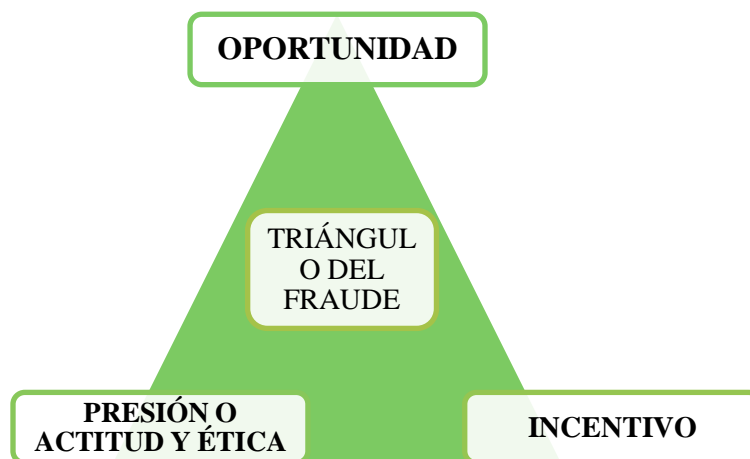 OPORTUNIDAD
TRIÁNGUL
O DEL
FRAUDE
PRESIÓN O
ACTITUD Y ÉTICA
INCENTIVO